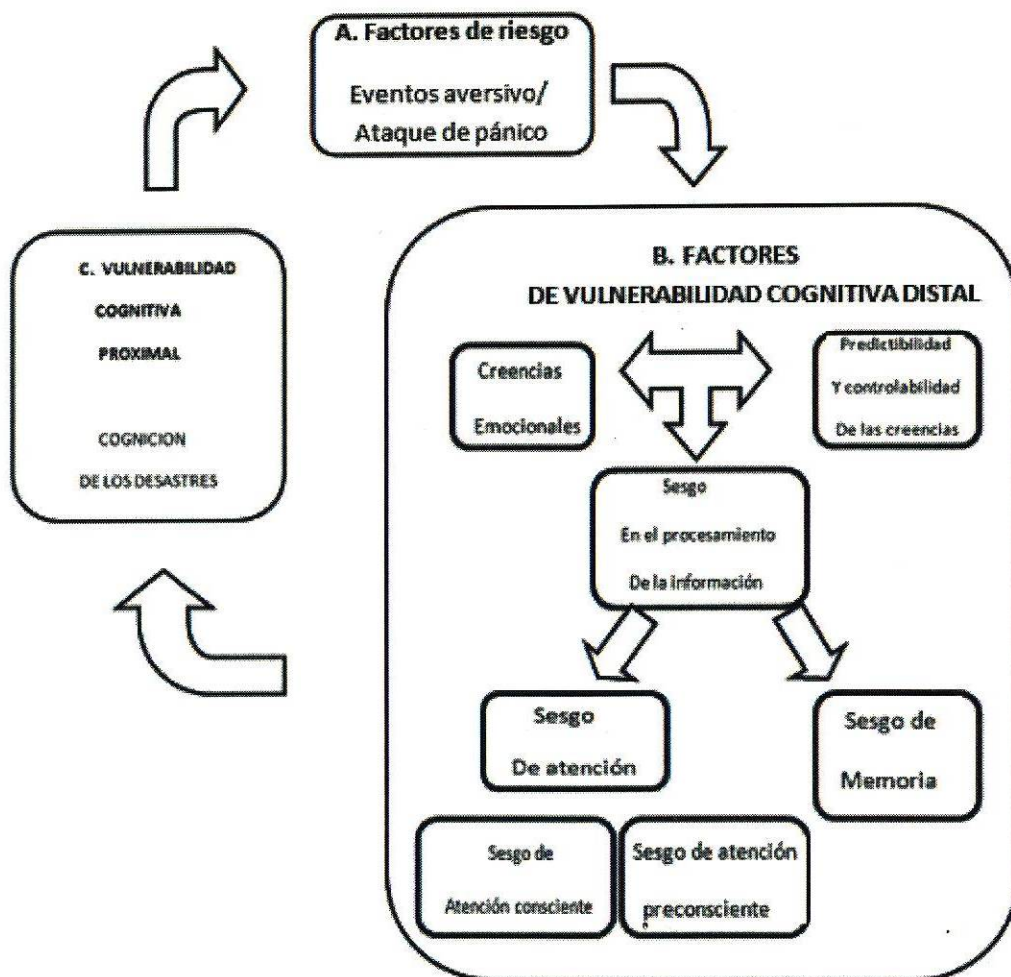 A. Factores de riesgo
Eventos aversivo/
Ataque de pánico
C. VULNERABILIDAD
COGNITIVA
PROXIMAL
COGNICION
DE LOS DESASTRES
B. FACTORES
DE VULNERABILIDAD COGNITIVA DISTAL
Creencias
Emocionales
Predictibilidad
Y controlabilidad
De las creencias
Sesgo
En el procesamiento
De la información
Sesgo
De atención
Sesgo de
Memoria
Sesgo de
Atención consciente
Sesgo de atención
preconsciente